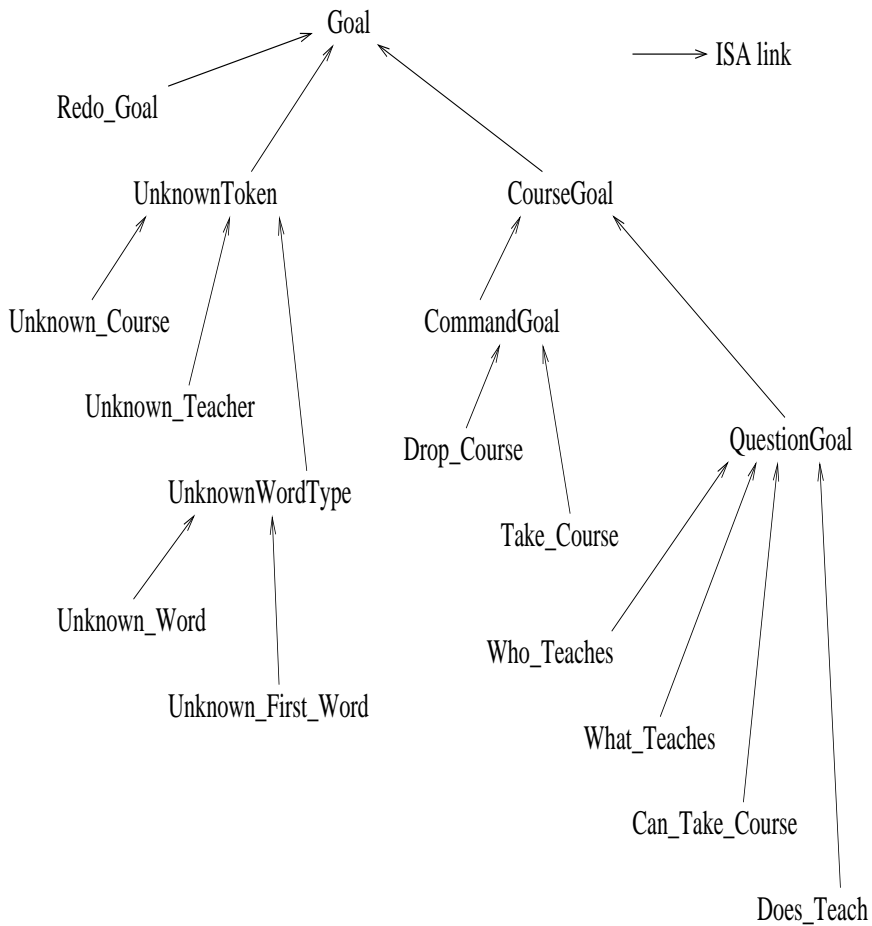 Goal
ISA link
Redo_Goal
UnknownToken
CourseGoal
Unknown_Course
CommandGoal
Unknown_Teacher
Drop_Course
QuestionGoal
UnknownWordType
Take_Course
Unknown_Word
Who_Teaches
Unknown_First_Word
What_Teaches
Can_Take_Course
Does_Teach